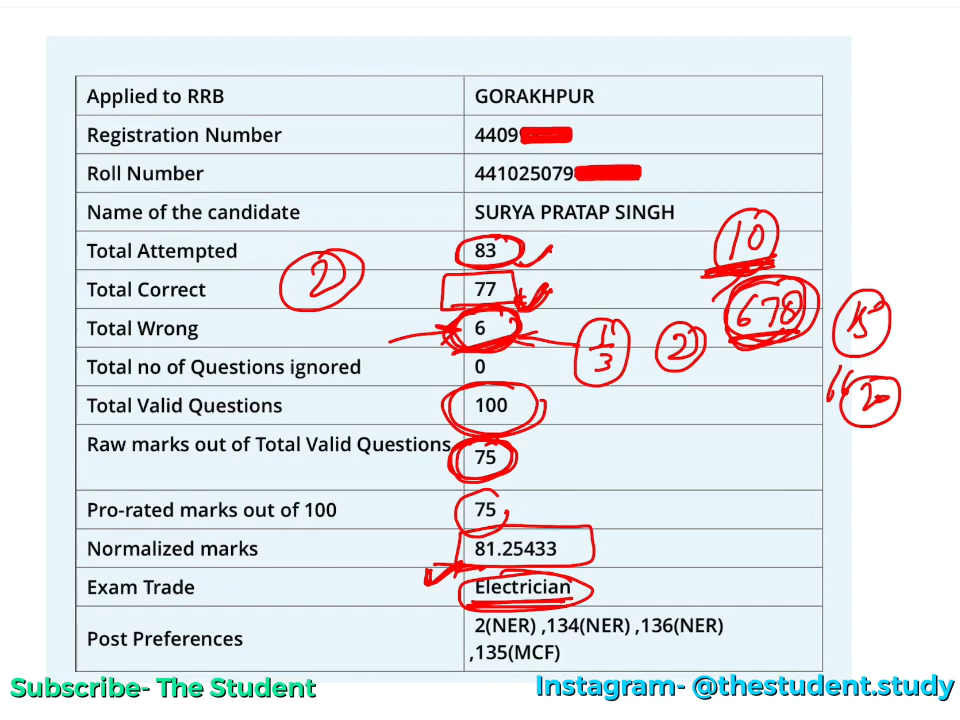 Applied to RRB GORAKHPUR
Registration Number 4409
Roll Number 441025079
Name of the candidate SURYA PRATAP SINGH
10
Total Attempted 83
2
Total Correct 77
678
Total Wrong 6
1/3
2
15
Total no of Questions ignored 0
Total Valid Questions 100
Raw marks out of Total Valid Questions 75
Pro-rated marks out of 100 75
Normalized marks 81.25433
Exam Trade Electrician
Post Preferences 2(NER) ,134(NER) ,136(NER)
,135(MCF)
Subscribe- The Student Instagram- @thestudent.study